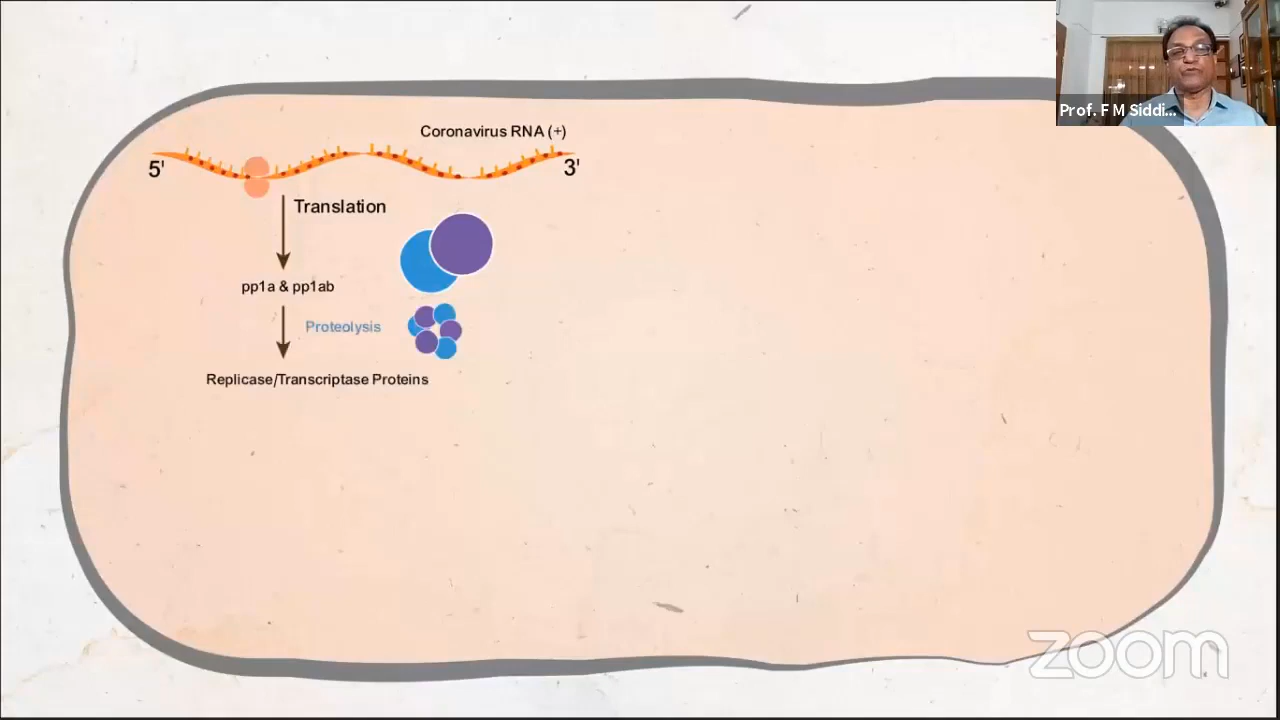 Prof. F M Siddi...
Coronavirus RNA (+)
5'
3'
Translation
pp1a & pp1ab
Proteolysis
Replicase/Transcriptase Proteins
zoom